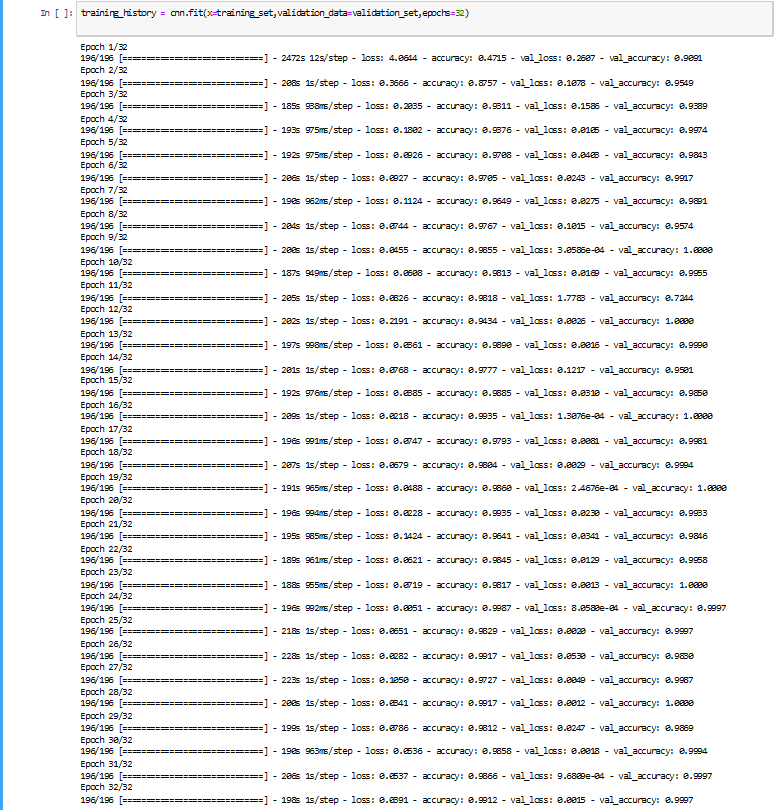 In [ ]: training_history = cnn.fit(x=training_set,validation_data=validation_set,epochs=32)
Epoch 1/32
196/196 [==============================] - 2472s 12s/step - loss: 4.0644 - accuracy: 0.4715 - val_loss: 0.2607 - val_accuracy: 0.9091
Epoch 2/32
196/196 [==============================] - 208s 1s/step - loss: 0.3666 - accuracy: 0.8757 - val_loss: 0.1078 - val_accuracy: 0.9549
Epoch 3/32
196/196 [==============================] - 185s 938ms/step - loss: 0.2035 - accuracy: 0.9311 - val_loss: 0.1586 - val_accuracy: 0.9389
Epoch 4/32
196/196 [==============================] - 193s 975ms/step - loss: 0.1802 - accuracy: 0.9376 - val_loss: 0.0105 - val_accuracy: 0.9974
Epoch 5/32
196/196 [==============================] - 192s 975ms/step - loss: 0.0926 - accuracy: 0.9708 - val_loss: 0.0408 - val_accuracy: 0.9843
Epoch 6/32
196/196 [==============================] - 206s 1s/step - loss: 0.0927 - accuracy: 0.9705 - val_loss: 0.0243 - val_accuracy: 0.9917
Epoch 7/32
196/196 [==============================] - 190s 962ms/step - loss: 0.1124 - accuracy: 0.9649 - val_loss: 0.0275 - val_accuracy: 0.9891
Epoch 8/32
196/196 [==============================] - 204s 1s/step - loss: 0.0744 - accuracy: 0.9767 - val_loss: 0.1015 - val_accuracy: 0.9574
Epoch 9/32
196/196 [==============================] - 200s 1s/step - loss: 0.0455 - accuracy: 0.9855 - val_loss: 3.0586e-04 - val_accuracy: 1.0000
Epoch 10/32
196/196 [==============================] - 187s 949ms/step - loss: 0.0608 - accuracy: 0.9813 - val_loss: 0.0169 - val_accuracy: 0.9955
Epoch 11/32
196/196 [==============================] - 205s 1s/step - loss: 0.0826 - accuracy: 0.9818 - val_loss: 1.7783 - val_accuracy: 0.7244
Epoch 12/32
196/196 [==============================] - 202s 1s/step - loss: 0.2191 - accuracy: 0.9434 - val_loss: 0.0026 - val_accuracy: 1.0000
Epoch 13/32
196/196 [==============================] - 197s 998ms/step - loss: 0.0361 - accuracy: 0.9890 - val_loss: 0.0016 - val_accuracy: 0.9990
Epoch 14/32
196/196 [==============================] - 201s 1s/step - loss: 0.0768 - accuracy: 0.9777 - val_loss: 0.1217 - val_accuracy: 0.9501
Epoch 15/32
196/196 [==============================] - 192s 976ms/step - loss: 0.0385 - accuracy: 0.9885 - val_loss: 0.0310 - val_accuracy: 0.9850
Epoch 16/32
196/196 [==============================] - 209s 1s/step - loss: 0.0218 - accuracy: 0.9935 - val_loss: 1.3076e-04 - val_accuracy: 1.0000
Epoch 17/32
196/196 [==============================] - 196s 991ms/step - loss: 0.0747 - accuracy: 0.9793 - val_loss: 0.0081 - val_accuracy: 0.9981
Epoch 18/32
196/196 [==============================] - 207s 1s/step - loss: 0.0679 - accuracy: 0.9804 - val_loss: 0.0029 - val_accuracy: 0.9994
Epoch 19/32
196/196 [==============================] - 191s 965ms/step - loss: 0.0488 - accuracy: 0.9860 - val_loss: 2.4676e-04 - val_accuracy: 1.0000
Epoch 20/32
196/196 [==============================] - 196s 994ms/step - loss: 0.0228 - accuracy: 0.9935 - val_loss: 0.0230 - val_accuracy: 0.9933
Epoch 21/32
196/196 [==============================] - 195s 985ms/step - loss: 0.1424 - accuracy: 0.9641 - val_loss: 0.0341 - val_accuracy: 0.9846
Epoch 22/32
196/196 [==============================] - 189s 961ms/step - loss: 0.0621 - accuracy: 0.9845 - val_loss: 0.0129 - val_accuracy: 0.9958
Epoch 23/32
196/196 [==============================] - 188s 955ms/step - loss: 0.0719 - accuracy: 0.9817 - val_loss: 0.0013 - val_accuracy: 1.0000
Epoch 24/32
196/196 [==============================] - 196s 992ms/step - loss: 0.0051 - accuracy: 0.9987 - val_loss: 8.0580e-04 - val_accuracy: 0.9997
Epoch 25/32
196/196 [==============================] - 218s 1s/step - loss: 0.0651 - accuracy: 0.9829 - val_loss: 0.0020 - val_accuracy: 0.9997
Epoch 26/32
196/196 [==============================] - 228s 1s/step - loss: 0.0282 - accuracy: 0.9917 - val_loss: 0.0530 - val_accuracy: 0.9830
Epoch 27/32
196/196 [==============================] - 223s 1s/step - loss: 0.1050 - accuracy: 0.9727 - val_loss: 0.0049 - val_accuracy: 0.9987
Epoch 28/32
196/196 [==============================] - 200s 1s/step - loss: 0.0341 - accuracy: 0.9917 - val_loss: 0.0012 - val_accuracy: 1.0000
Epoch 29/32
196/196 [==============================] - 199s 1s/step - loss: 0.0786 - accuracy: 0.9812 - val_loss: 0.0247 - val_accuracy: 0.9869
Epoch 30/32
196/196 [==============================] - 190s 963ms/step - loss: 0.0536 - accuracy: 0.9858 - val_loss: 0.0018 - val_accuracy: 0.9994
Epoch 31/32
196/196 [==============================] - 206s 1s/step - loss: 0.0537 - accuracy: 0.9866 - val_loss: 9.6809e-04 - val_accuracy: 0.9997
Epoch 32/32
196/196 [==============================] - 198s 1s/step - loss: 0.0391 - accuracy: 0.9912 - val_loss: 0.0015 - val_accuracy: 0.9997